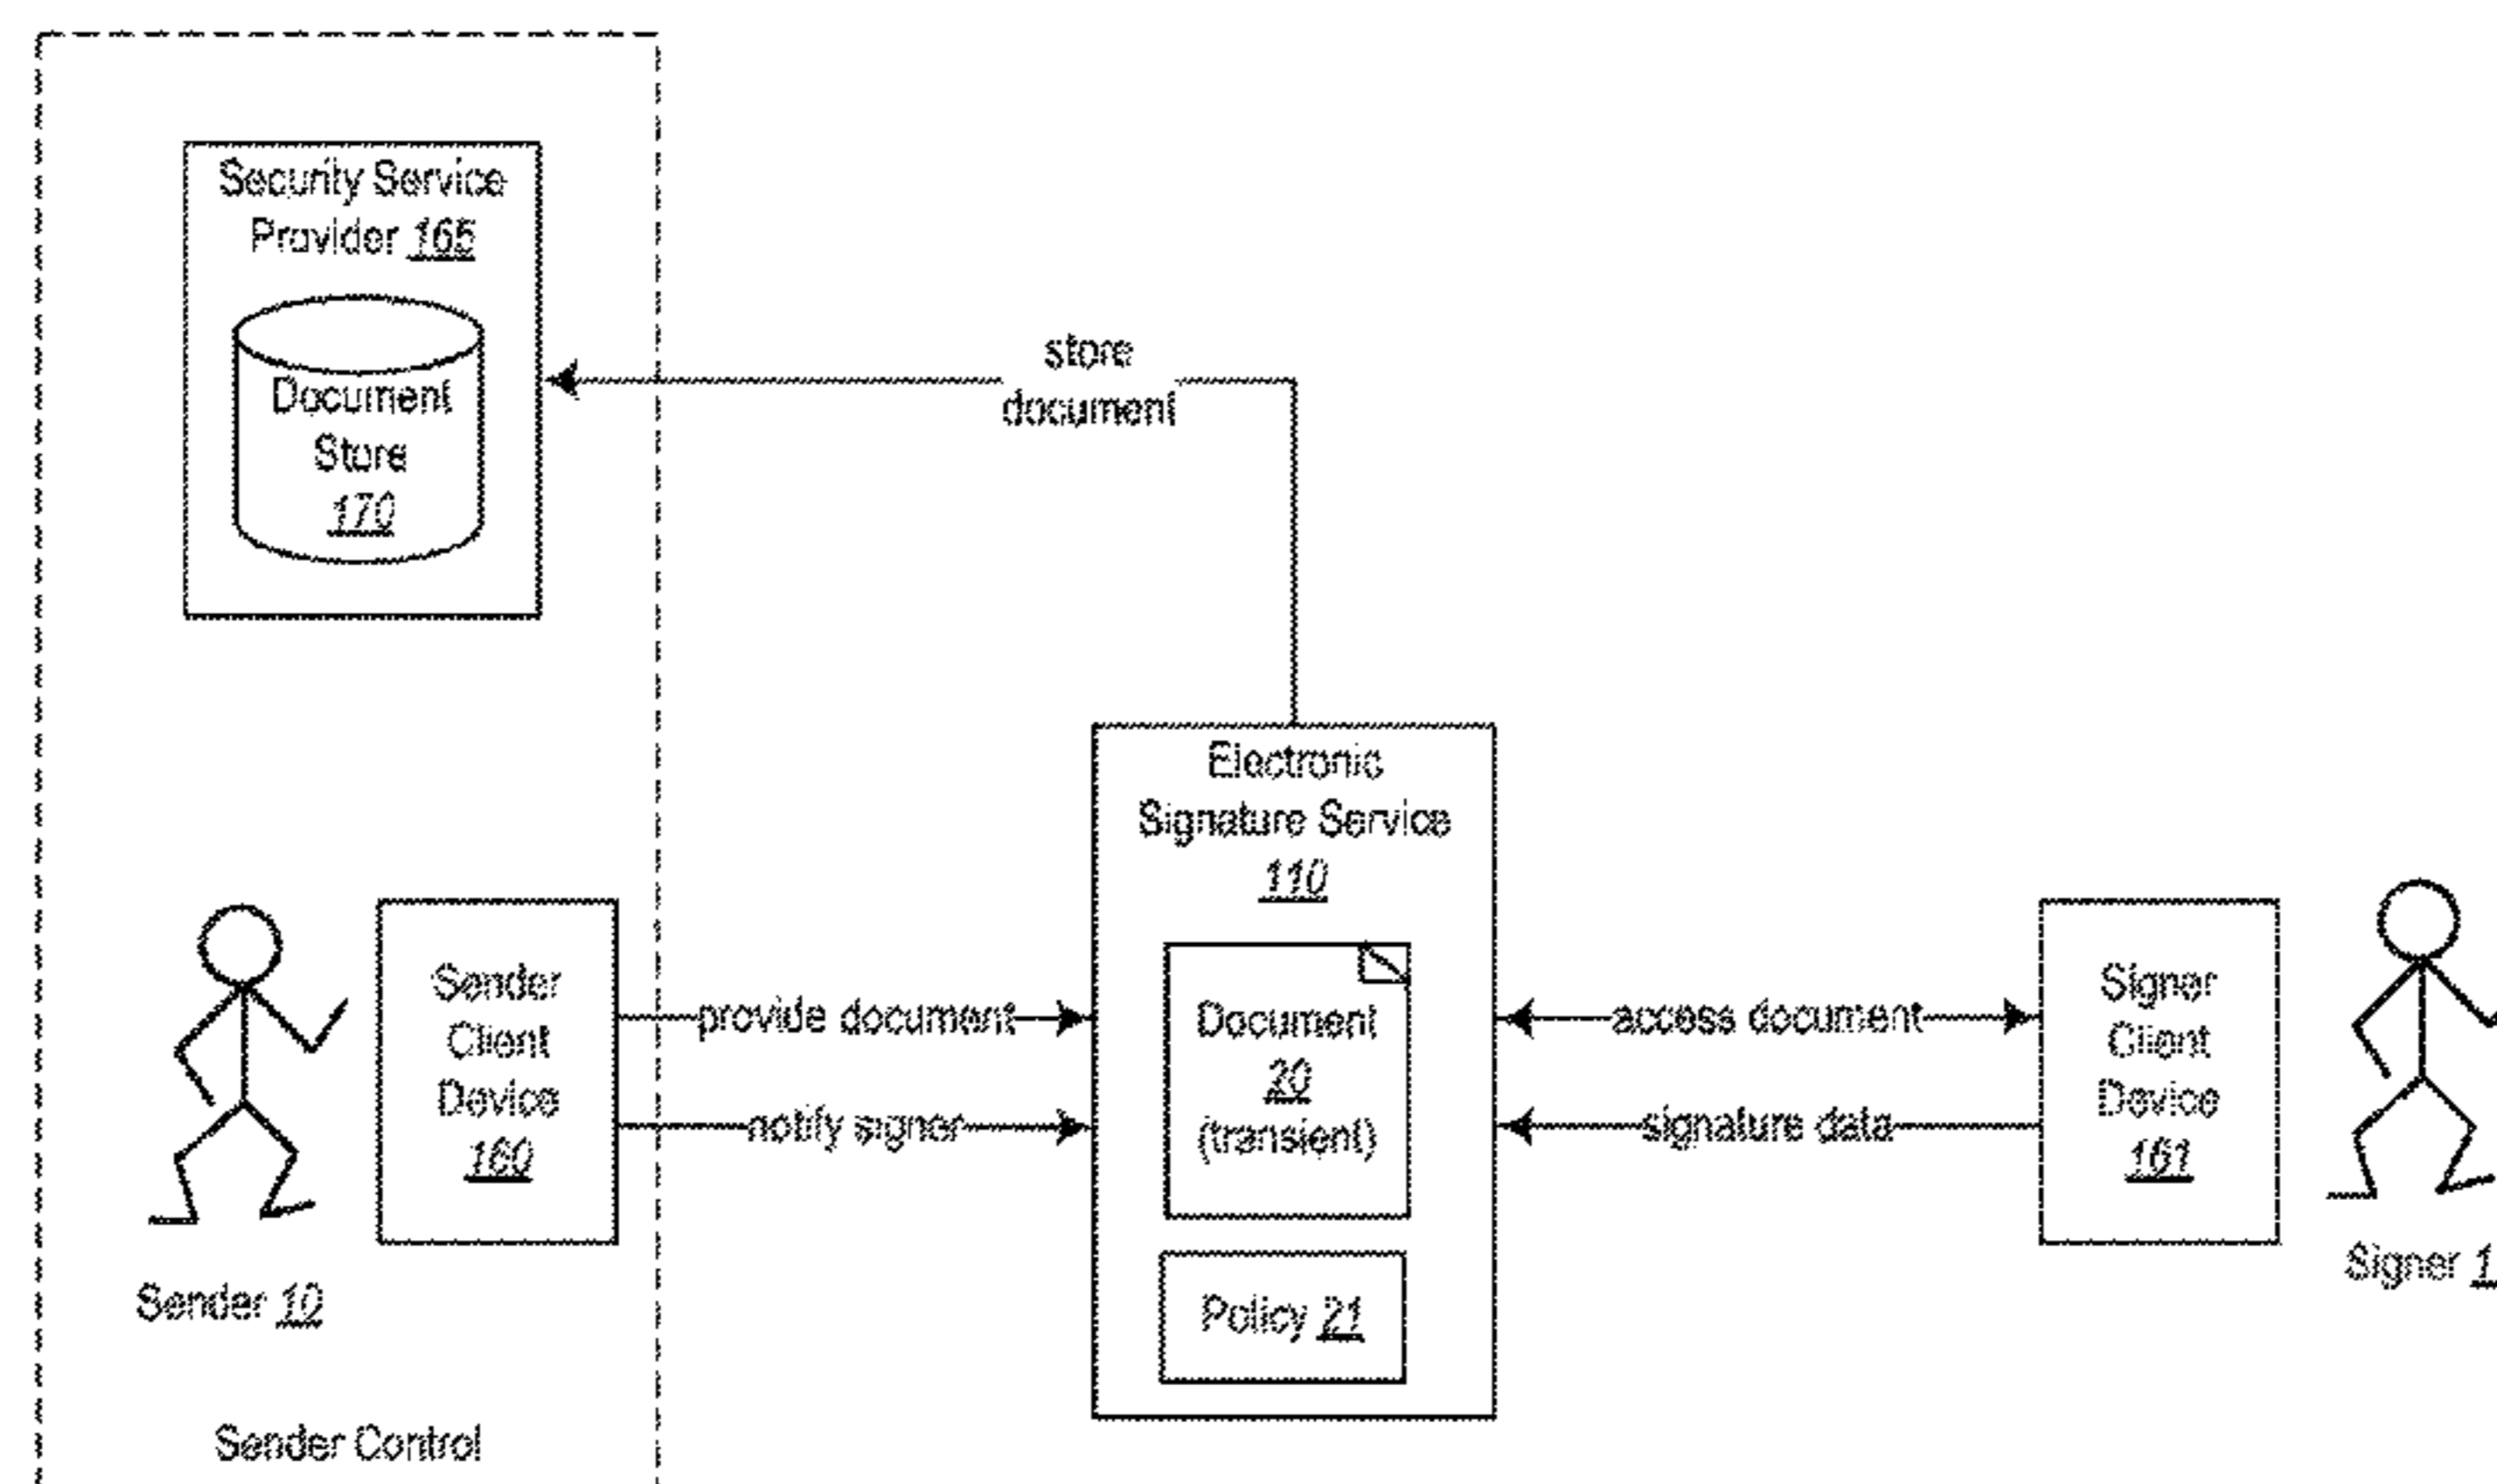 Security Service
Provider 165
Document
Store
170
store
document
Electronic
Signature Service
110
Document
20
(transient)
Policy 21
Sender
Client
Device
160
provide document
notify signer
access document
signature data
Signer
Client
Device
161
Sender 10
Signer 1
Sender Control